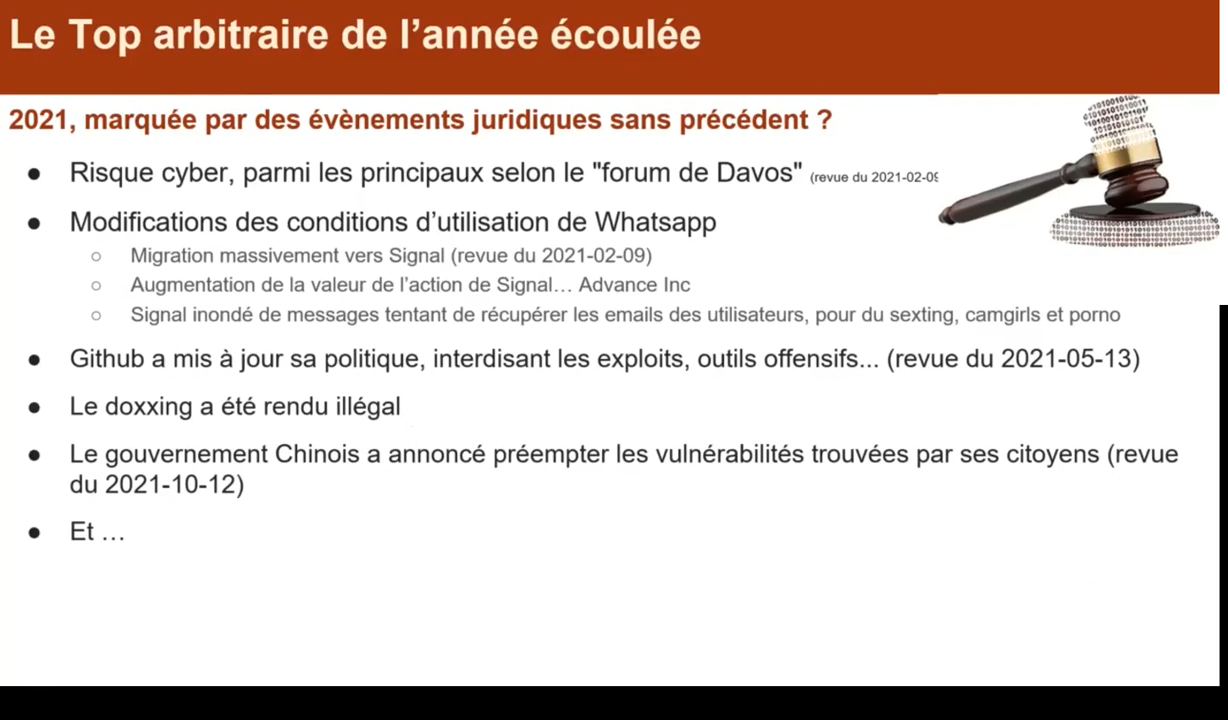 Le Top arbitraire de l'année écoulée
2021, marquée par des évènements juridiques sans précédent ?
● Risque cyber, parmi les principaux selon le "forum de Davos" (revue du 2021-02-09
● Modifications des conditions d'utilisation de Whatsapp
○ Migration massivement vers Signal (revue du 2021-02-09)
○ Augmentation de la valeur de l'action de Signal… Advance Inc
○ Signal inondé de messages tentant de récupérer les emails des utilisateurs, pour du sexting, camgirls et porno
● Github a mis à jour sa politique, interdisant les exploits, outils offensifs... (revue du 2021-05-13)
● Le doxxing a été rendu illégal
● Le gouvernement Chinois a annoncé préempter les vulnérabilités trouvées par ses citoyens (revue
du 2021-10-12)
● Et …